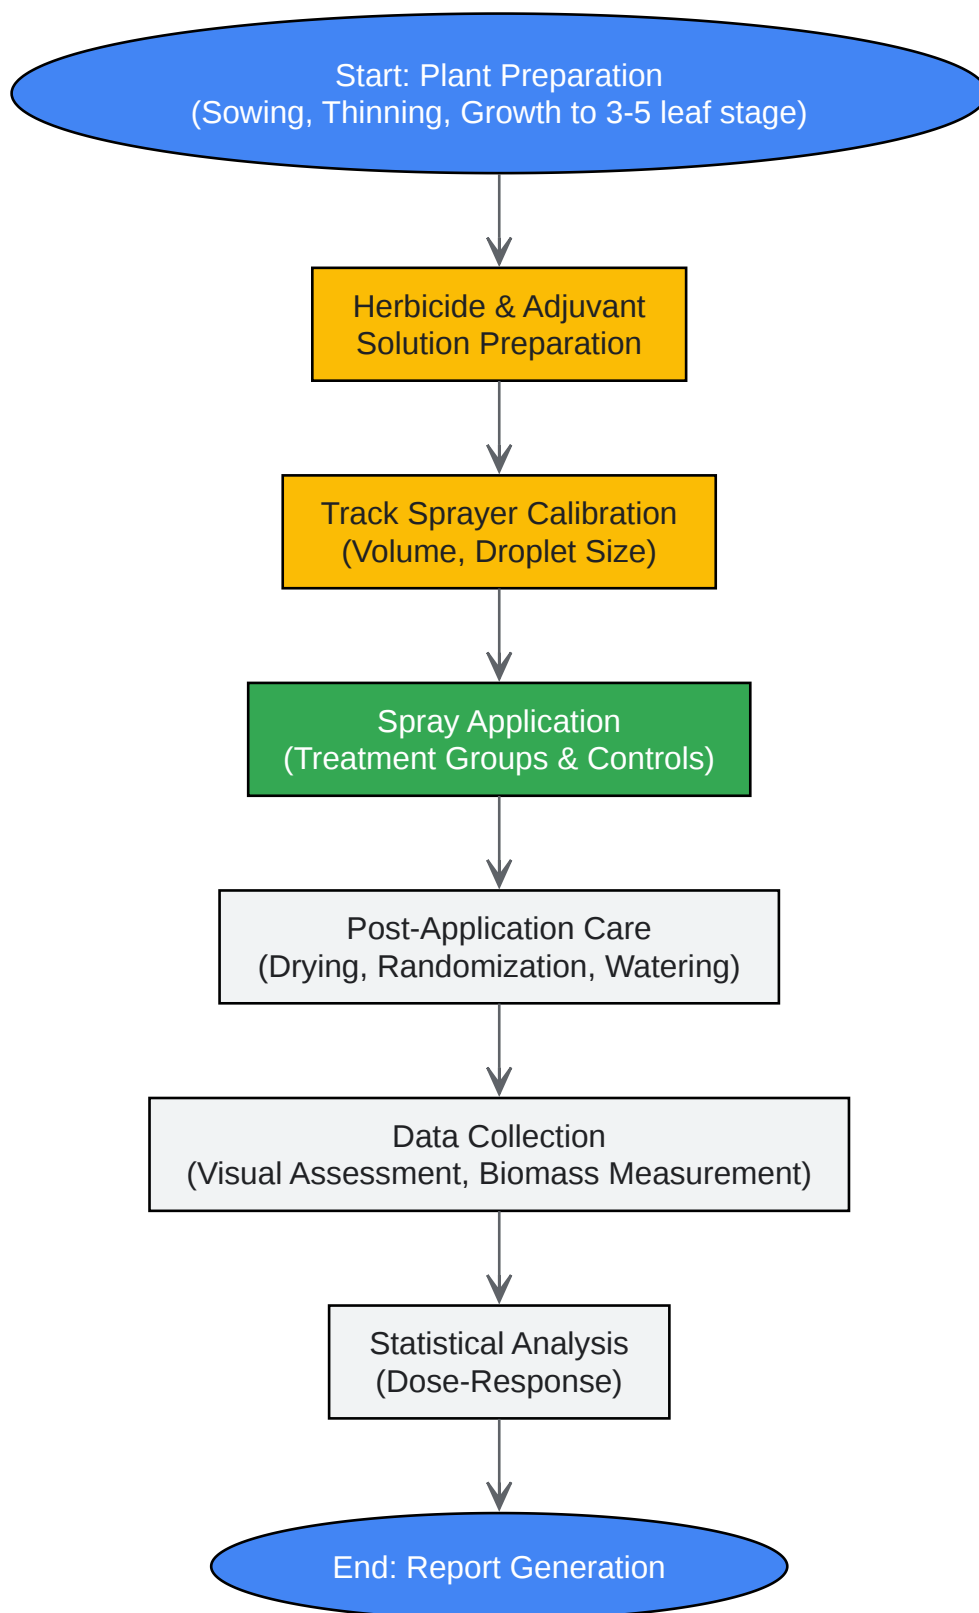 Start: Plant Preparation
(Sowing, Thinning, Growth to 3-5 leaf stage)
Herbicide & Adjuvant
Solution Preparation
Track Sprayer Calibration
(Volume, Droplet Size)
Spray Application
(Treatment Groups & Controls)
Post-Application Care
(Drying, Randomization, Watering)
Data Collection
(Visual Assessment, Biomass Measurement)
Statistical Analysis
(Dose-Response)
End: Report Generation